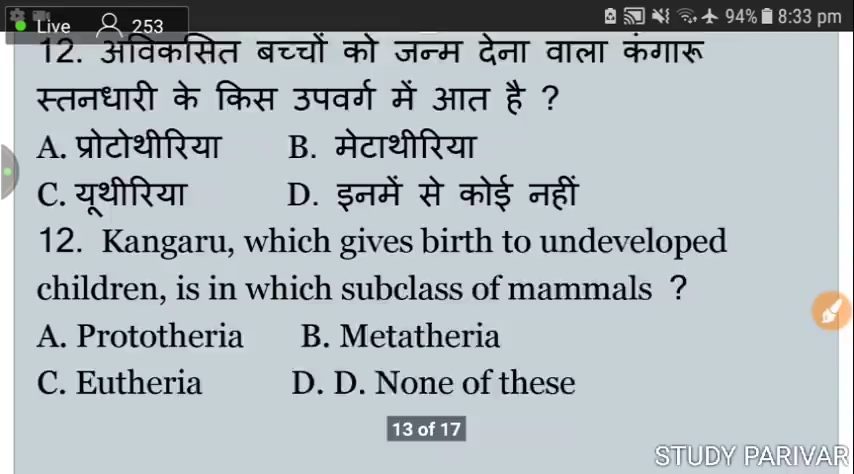 Live 253 94% 8:33 pm
12. अविकसित बच्चों को जन्म देना वाला कंगारू
स्तनधारी के किस उपवर्ग में आत है ?
A. प्रोटोथीरिया B. मेटाथीरिया
C. यूथीरिया D. इनमें से कोई नहीं
12. Kangaru, which gives birth to undeveloped
children, is in which subclass of mammals ?
A. Prototheria B. Metatheria
C. Eutheria D. D. None of these
13 of 17
STUDY PARIVAR